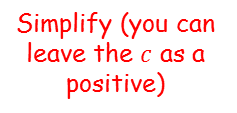 Simplify (you can
leave the c as a
positive)